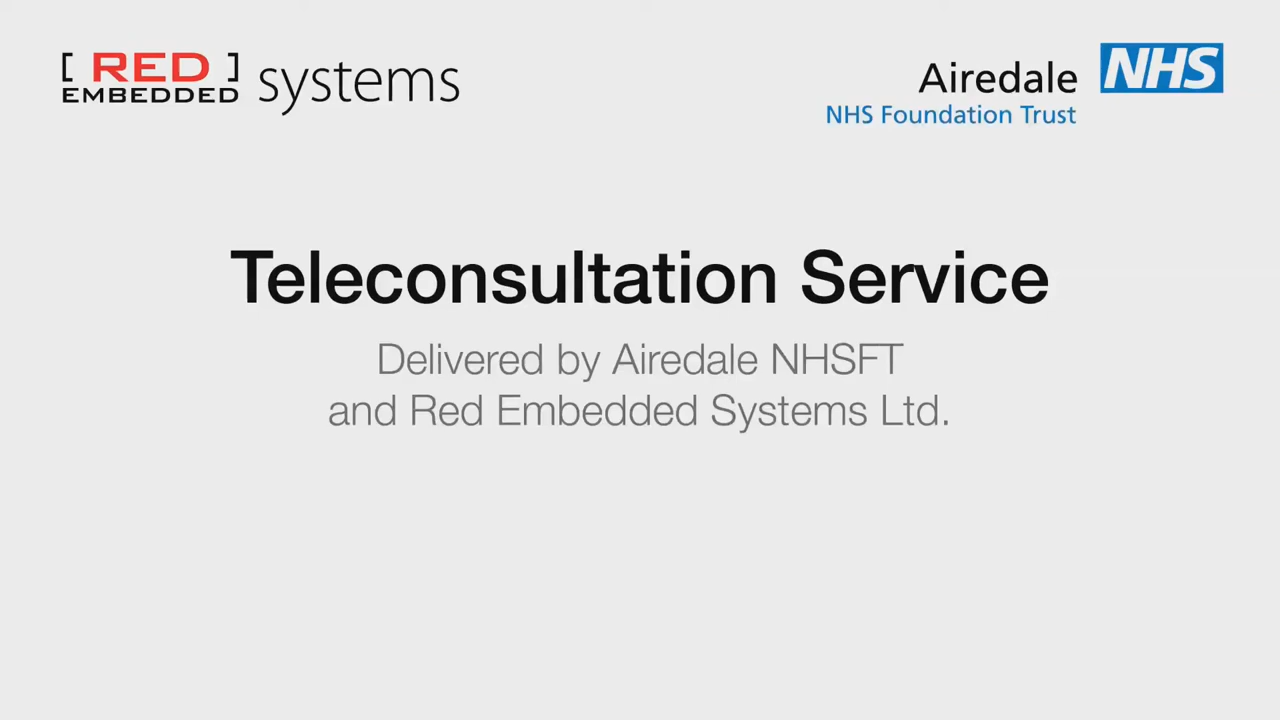 [ RED ]
EMBEDDED systems
Airedale NHS
NHS Foundation Trust
Teleconsultation Service
Delivered by Airedale NHSFT
and Red Embedded Systems Ltd.